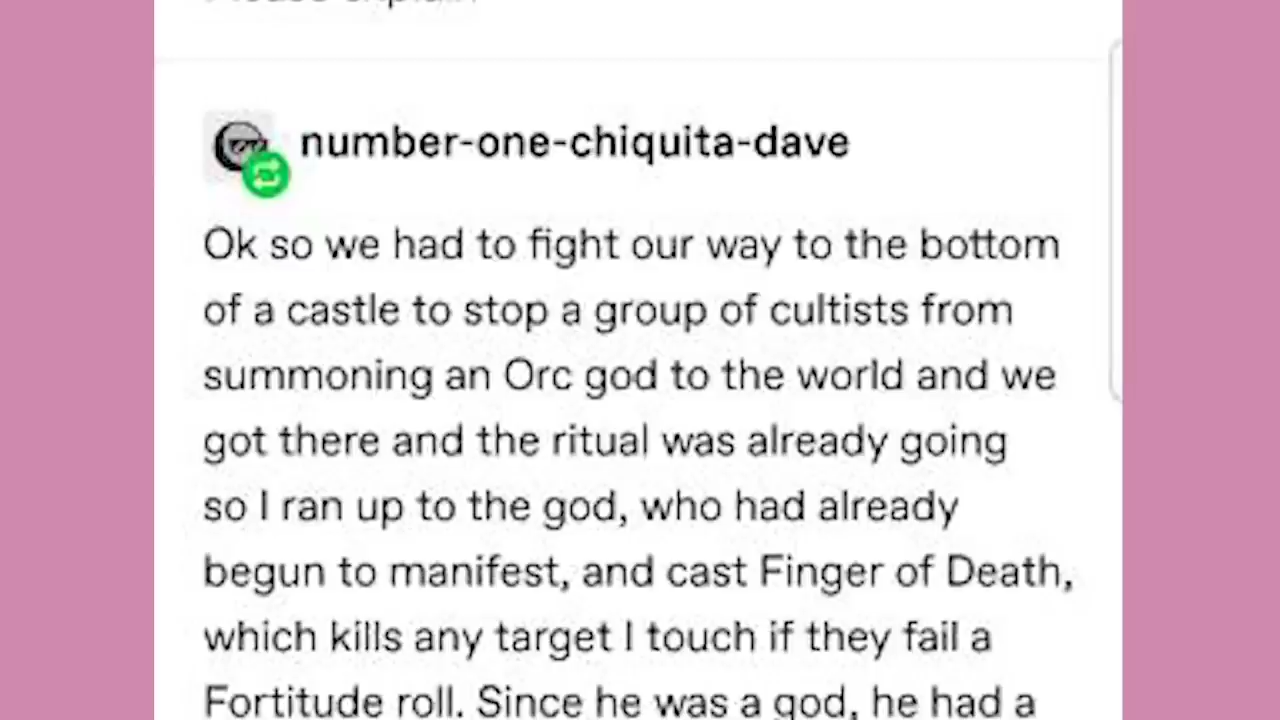 number-one-chiquita-dave
Ok so we had to fight our way to the bottom
of a castle to stop a group of cultists from
summoning an Orc god to the world and we
got there and the ritual was already going
so I ran up to the god, who had already
begun to manifest, and cast Finger of Death,
which kills any target I touch if they fail a
Fortitude roll. Since he was a god, he had a